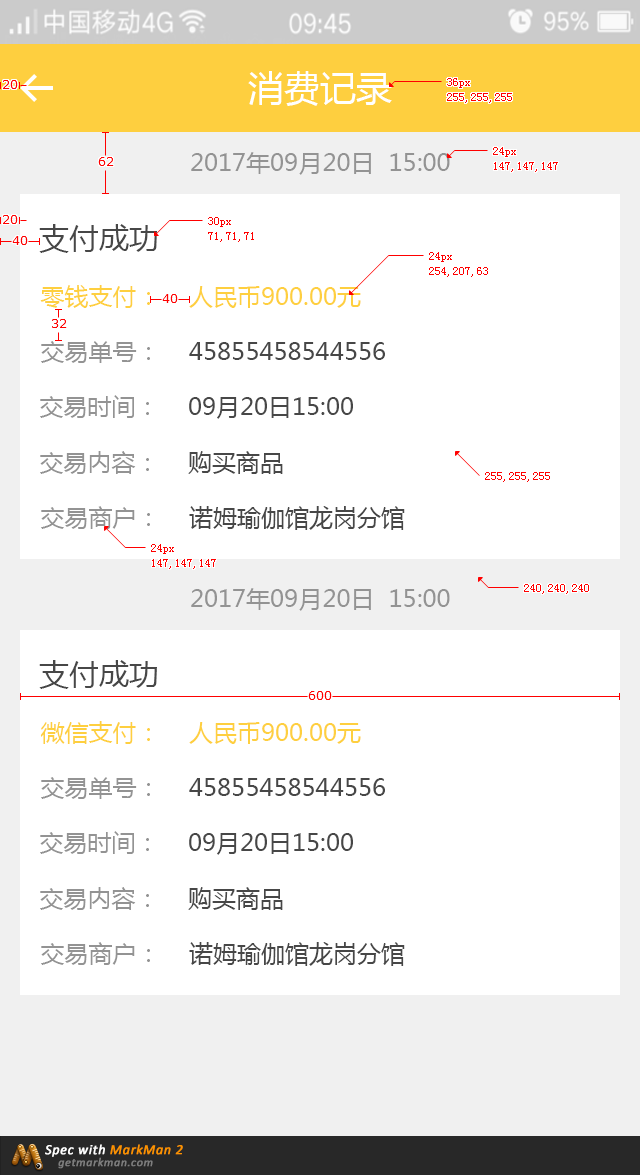 中国移动4G 09:45 95%
20 消费记录 36px
255, 255, 255
62 2017年09月20日 15:00 24px
147, 147, 147
20 30px
40 支付成功 71, 71, 71
24px
254, 207, 63
零钱支付： 40 人民币900.00元
32
交易单号： 45855458544556
交易时间： 09月20日15:00
交易内容： 购买商品
255, 255, 255
交易商户： 诺姆瑜伽馆龙岗分馆
24px
147, 147, 147
2017年09月20日 15:00 240, 240, 240
支付成功
600
微信支付： 人民币900.00元
交易单号： 45855458544556
交易时间： 09月20日15:00
交易内容： 购买商品
交易商户： 诺姆瑜伽馆龙岗分馆
Spec with MarkMan 2
getmarkman.com